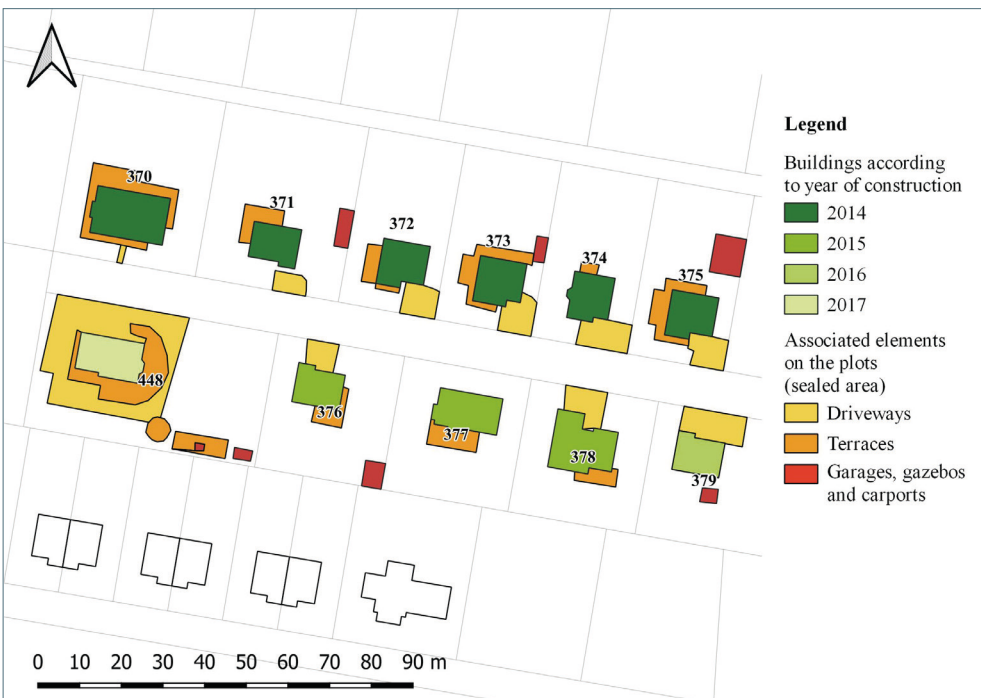 370
371
372
373
374
375
448
376
377
378
379
0 10 20 30 40 50 60 70 80 90 m
Legend
Buildings according
to year of construction
2014
2015
2016
2017
Associated elements
on the plots
(sealed area)
Driveways
Terraces
Garages, gazebos
and carports